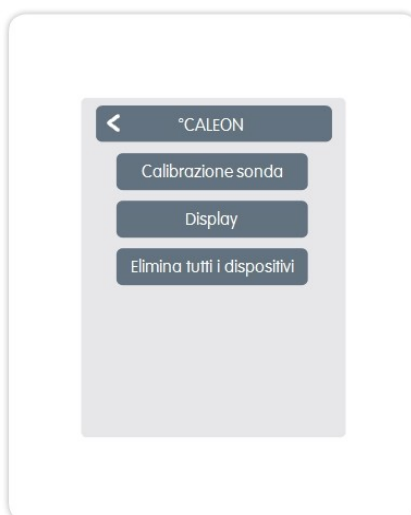 °CALEON
Calibrazione sonda
Display
Elimina tutti i dispositivi